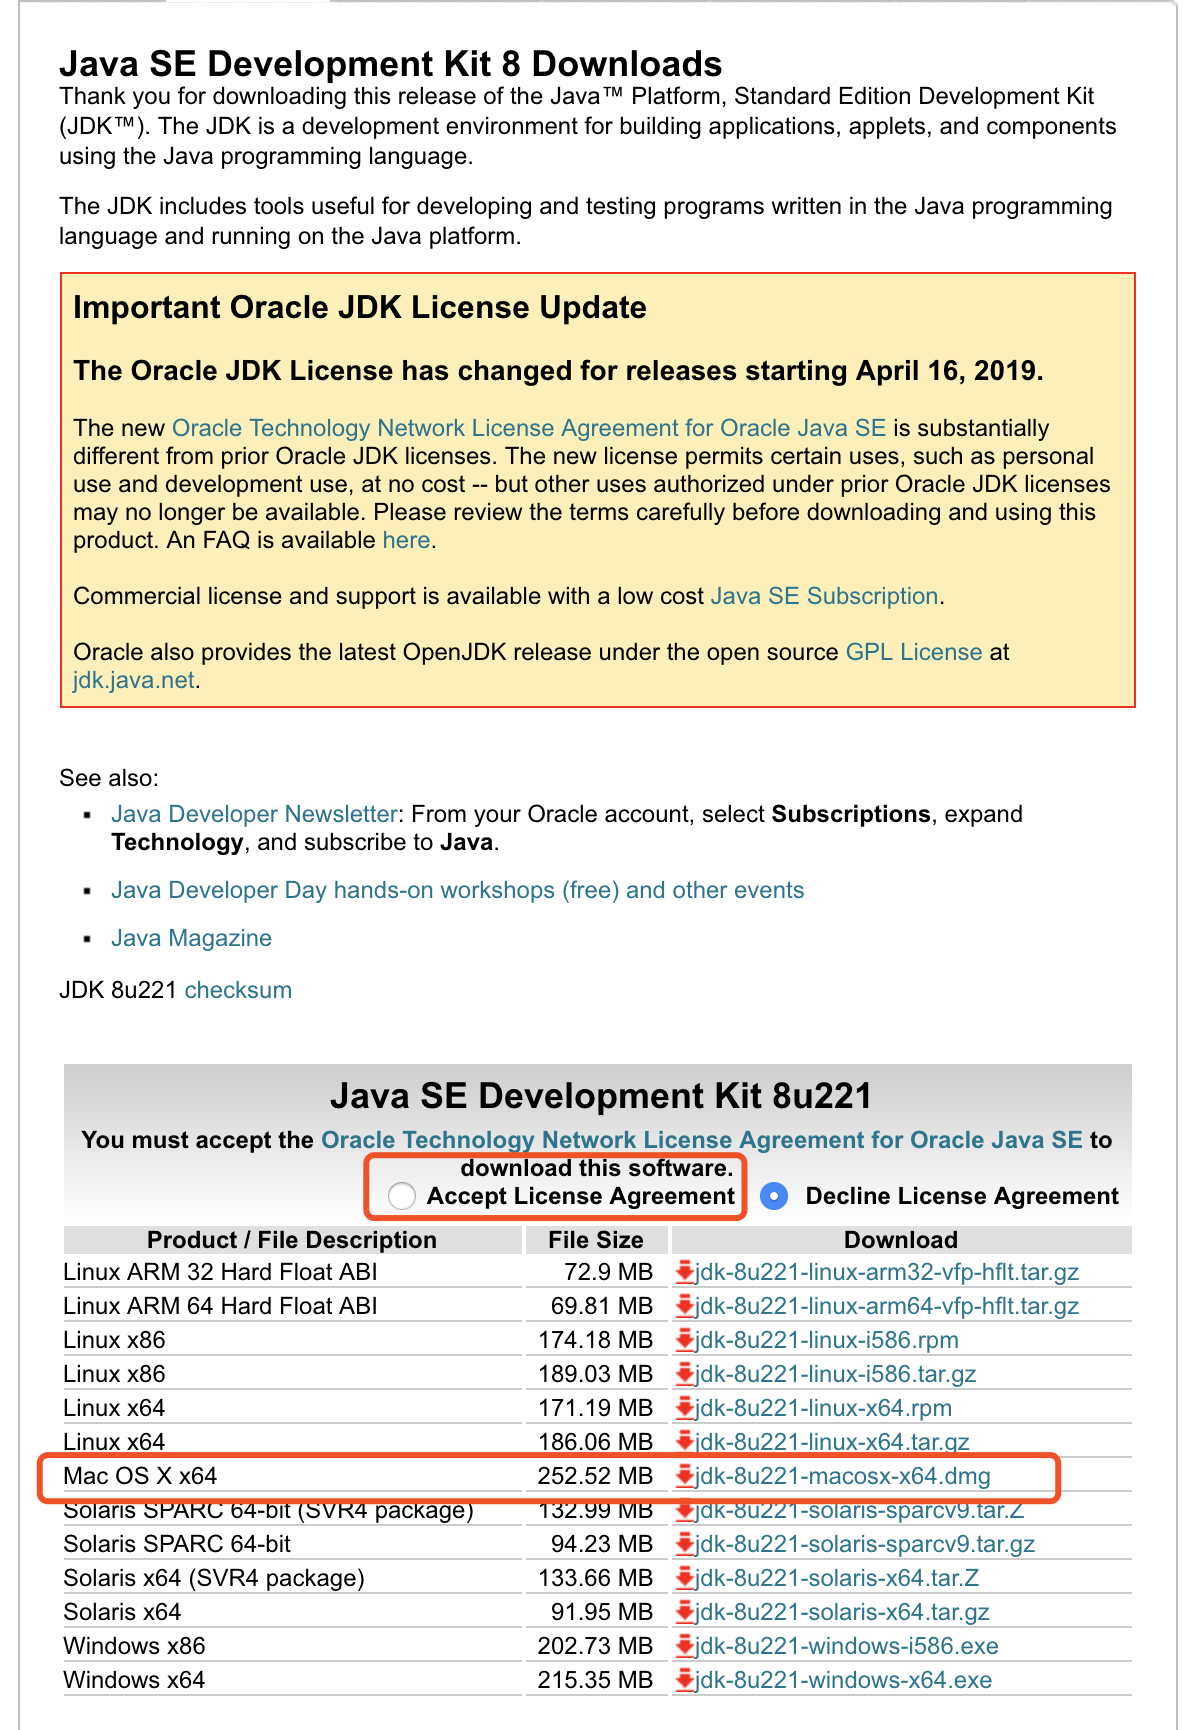 Java SE Development Kit 8 Downloads
Thank you for downloading this release of the Java™ Platform, Standard Edition Development Kit
(JDK™). The JDK is a development environment for building applications, applets, and components
using the Java programming language.
The JDK includes tools useful for developing and testing programs written in the Java programming
language and running on the Java platform.
Important Oracle JDK License Update
The Oracle JDK License has changed for releases starting April 16, 2019.
The new Oracle Technology Network License Agreement for Oracle Java SE is substantially
different from prior Oracle JDK licenses. The new license permits certain uses, such as personal
use and development use, at no cost -- but other uses authorized under prior Oracle JDK licenses
may no longer be available. Please review the terms carefully before downloading and using this
product. An FAQ is available here.
Commercial license and support is available with a low cost Java SE Subscription.
Oracle also provides the latest OpenJDK release under the open source GPL License at
jdk.java.net.
See also:
▪ Java Developer Newsletter: From your Oracle account, select Subscriptions, expand
Technology, and subscribe to Java.
▪ Java Developer Day hands-on workshops (free) and other events
▪ Java Magazine
JDK 8u221 checksum
Java SE Development Kit 8u221
You must accept the Oracle Technology Network License Agreement for Oracle Java SE to
download this software.
Accept License Agreement Decline License Agreement
Product / File Description File Size Download
Linux ARM 32 Hard Float ABI 72.9 MB jdk-8u221-linux-arm32-vfp-hflt.tar.gz
Linux ARM 64 Hard Float ABI 69.81 MB jdk-8u221-linux-arm64-vfp-hflt.tar.gz
Linux x86 174.18 MB jdk-8u221-linux-i586.rpm
Linux x86 189.03 MB jdk-8u221-linux-i586.tar.gz
Linux x64 171.19 MB jdk-8u221-linux-x64.rpm
Linux x64 186.06 MB jdk-8u221-linux-x64.tar.gz
Mac OS X x64 252.52 MB jdk-8u221-macosx-x64.dmg
Solaris SPARC 64-bit (SVR4 package) 132.99 MB jdk-8u221-solaris-sparcv9.tar.Z
Solaris SPARC 64-bit 94.23 MB jdk-8u221-solaris-sparcv9.tar.gz
Solaris x64 (SVR4 package) 133.66 MB jdk-8u221-solaris-x64.tar.Z
Solaris x64 91.95 MB jdk-8u221-solaris-x64.tar.gz
Windows x86 202.73 MB jdk-8u221-windows-i586.exe
Windows x64 215.35 MB jdk-8u221-windows-x64.exe